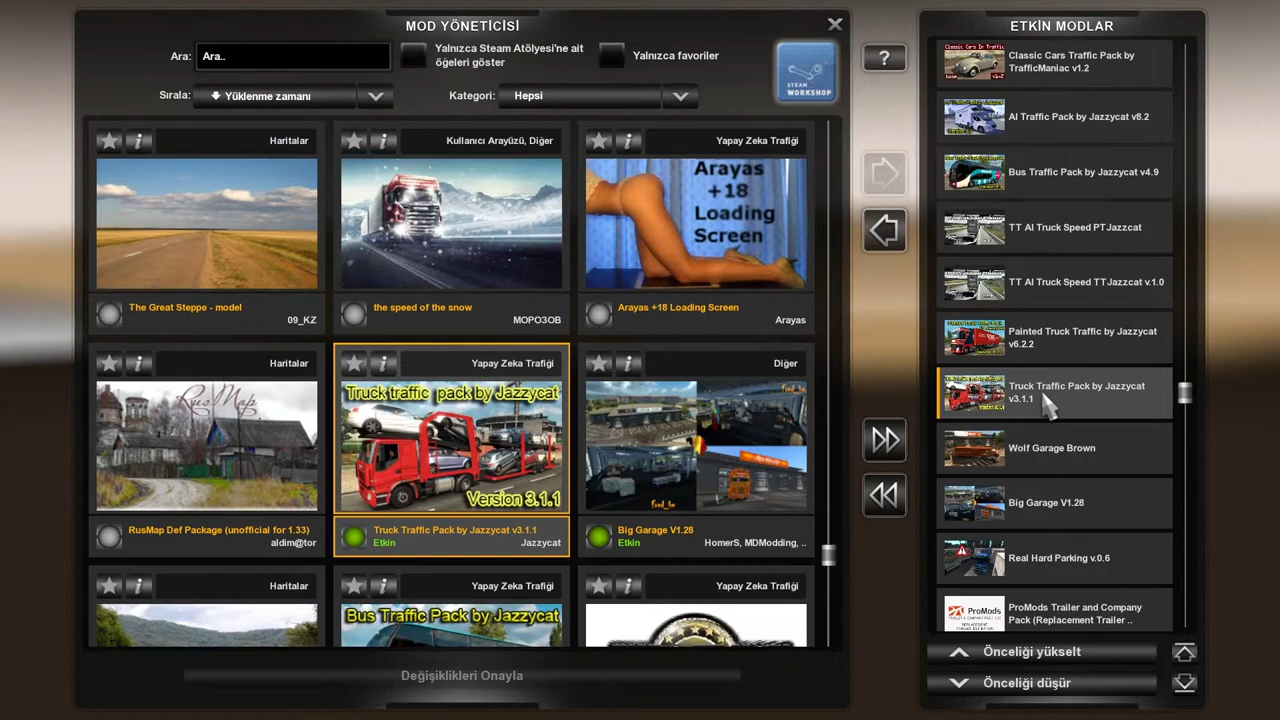 MOD YÖNETİCİSİ
Ara:
Ara..
Yalnızca Steam Atölyesi'ne ait
öğeleri göster
Yalnızca favoriler
STEAM
WORKSHOP
Sırala:
Yüklenme zamanı
Kategori:
Hepsi
Haritalar
The Great Steppe - model
09_KZ
Kullanıcı Arayüzü, Diğer
the speed of the snow
МОРОЗОВ
Yapay Zeka Trafiği
Arayas
+18
Loading
Screen
Arayas +18 Loading Screen
Arayas
Haritalar
RusMap
RusMap Def Package (unofficial for 1.33)
aldim@tor
Yapay Zeka Trafiği
Truck traffic pack by Jazzycat
Version 3.1.1
Truck Traffic Pack by Jazzycat v3.1.1
Etkin
Jazzycat
Diğer
Big Garage V1.28
Etkin
HomerS, MDModding, ..
Haritalar
Yapay Zeka Trafiği
Bus Traffic Pack by Jazzycat
Yapay Zeka Trafiği
Değişiklikleri Onayla
?
ETKİN MODLAR
Classic Cars Traffic Pack by
TrafficManiac v1.2
AI Traffic Pack by Jazzycat v8.2
Bus Traffic Pack by Jazzycat v4.9
TT AI Truck Speed PTJazzcat
TT AI Truck Speed TTJazzcat v.1.0
Painted Truck Traffic by Jazzycat
v6.2.2
Truck Traffic Pack by Jazzycat
v3.1.1
Wolf Garage Brown
Big Garage V1.28
Real Hard Parking v.0.6
ProMods
ProMods Trailer and Company
Pack (Replacement Trailer ..
Önceliği yükselt
Önceliği düşür